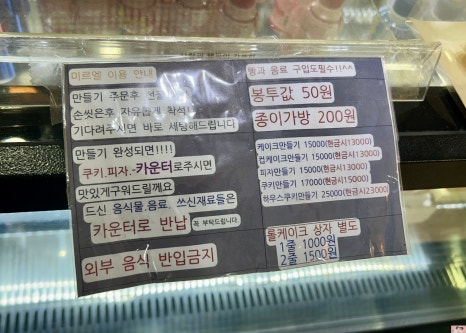 마르엘 이용 안내
만들기 주문후
손씻은후 자유롭게 착석!
기다려주시면 바로 세팅해드립니다
만들기 완성되면!!!!
쿠키.피자..카운터로주시면
맛있게구워드릴께요
드신 음식물,음료, 쓰신재료들은
카운터로 반납 꼭 부탁드립니다
외부 음식 반입금지
빵과 음료 구입도필수!!^^
봉투값 50원
종이가방 200원
케이크만들기 15000(현금시13000)
컵케이크만들기 15000(현금시13000)
피자만들기 15000(현금시13000)
쿠키만들기 17000(현금시15000)
하우스쿠키만들기 25000(현금시23000)
롤케이크 상자 별도
1줄 1000원
2줄 1500원